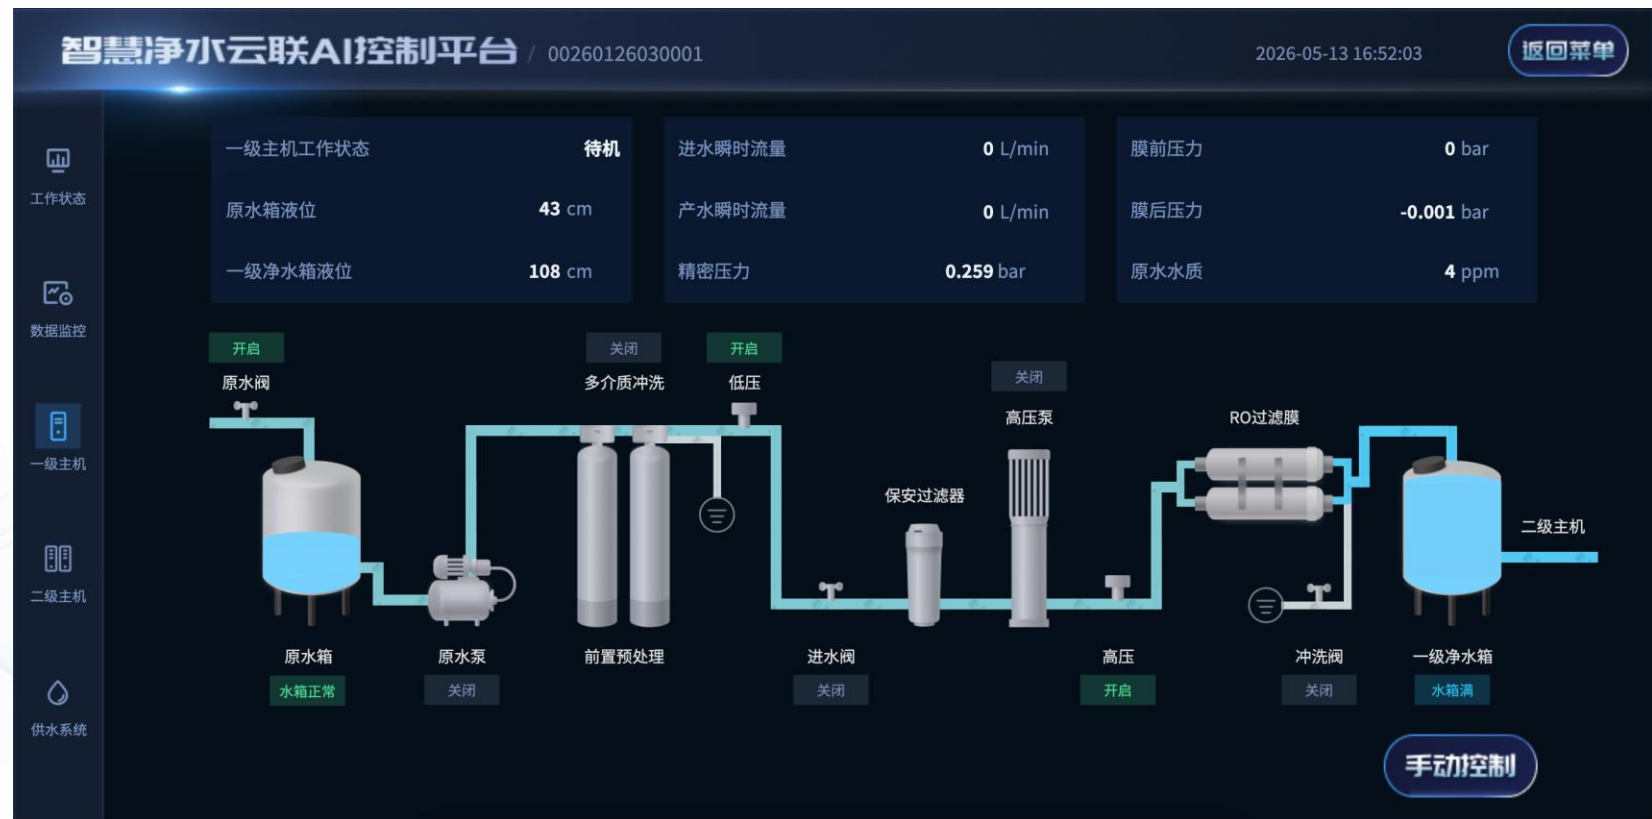 智慧净水云联AI控制平台 / 00260126030001
2026-05-13 16:52:03
返回菜单
工作状态
数据监控
一级主机
二级主机
供水系统
一级主机工作状态 待机
原水箱液位 43 cm
一级净水箱液位 108 cm
进水瞬时流量 0 L/min
产水瞬时流量 0 L/min
精密压力 0.259 bar
膜前压力 0 bar
膜后压力 -0.001 bar
原水水质 4 ppm
开启
原水阀
关闭
多介质冲洗
开启
低压
关闭
高压泵
RO过滤膜
保安过滤器
二级主机
原水箱
水箱正常
原水泵
关闭
前置预处理
进水阀
关闭
高压
开启
冲洗阀
关闭
一级净水箱
水箱满
手动控制